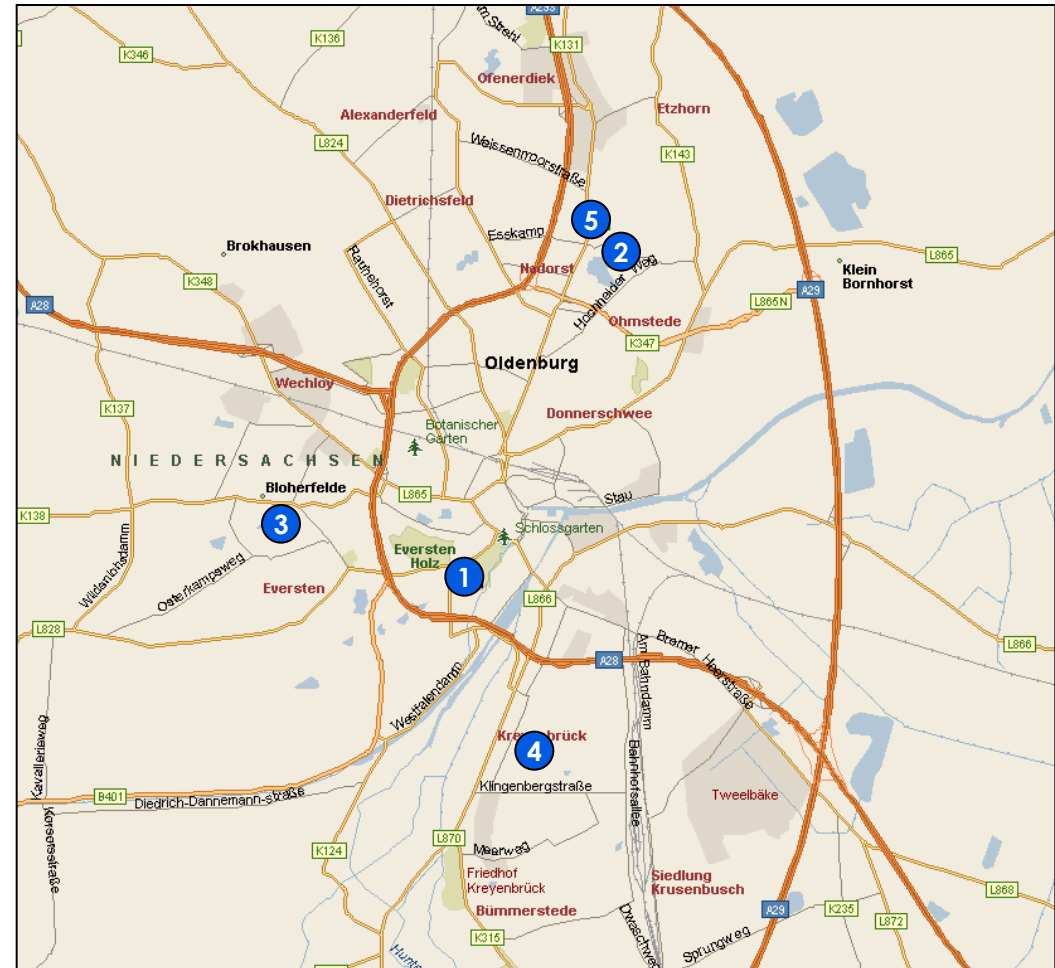 A293
m Strehl
K136
K131
K346
Ofenerdiek
Etzhorn
Alexanderfeld
L824
Weissenmoorstraße
K143
Dietrichsfeld
5
Esskamp
2
Brokhausen
L865
Nadorst
Hochheider Weg
Klein
Bornhorst
K348
Rauhehorst
A28
A29
L865N
Ohmstede
K347
Oldenburg
Wechloy
K137
Donnerschwee
Botanischer
Garten
NIEDERSACHSEN
Bloherfelde
L865
Stau
K138
3
Schlossgarten
Eversten
Holz
1
Wildenlohsdamm
Osterkampsweg
Eversten
L866
L828
L866
Bremer Heerstraße
Am Bahndamm
A28
Westfalendamm
Kavallerieweg
Kreyenbrück
4
Bahnhofsallee
Klingenbergstraße
B401
Diedrich-Dannemann-straße
Tweelbäke
Korsorsstraße
L870
K124
Meerweg
Friedhof
Kreyenbrück
Siedlung
Krusenbusch
L868
Bümmerstede
A29
K235
L872
K315
Sprungweg
Hunte